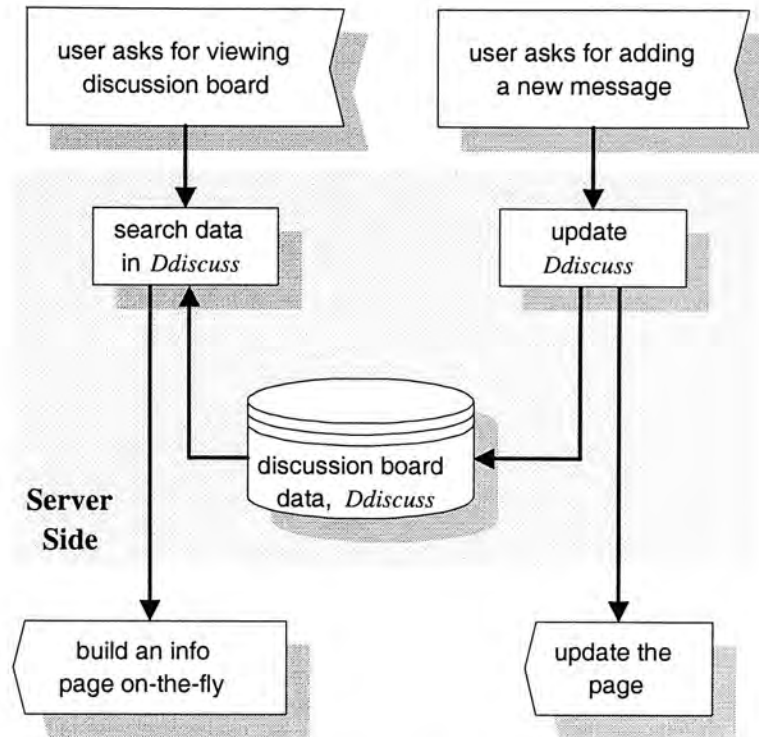 user asks for viewing
discussion board
user asks for adding
a new message
search data
in Ddiscuss
update
Ddiscuss
discussion board
data, Ddiscuss
Server
Side
build an info
page on-the-fly
update the
page